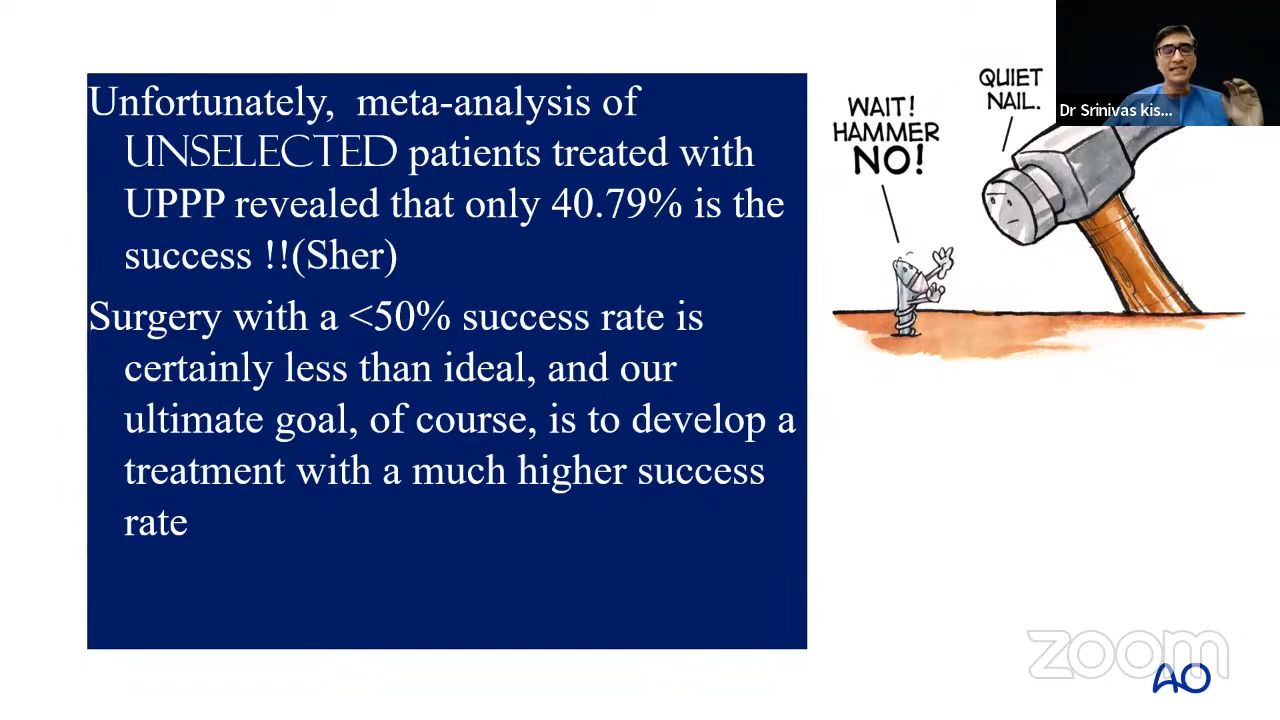 Unfortunately, meta-analysis of
UNSELECTED patients treated with
UPPP revealed that only 40.79% is the
success !!(Sher)
Surgery with a <50% success rate is
certainly less than ideal, and our
ultimate goal, of course, is to develop a
treatment with a much higher success
rate
WAIT!
HAMMER
NO!
QUIET
NAIL.
Dr Srinivas kis...
zoom
AO